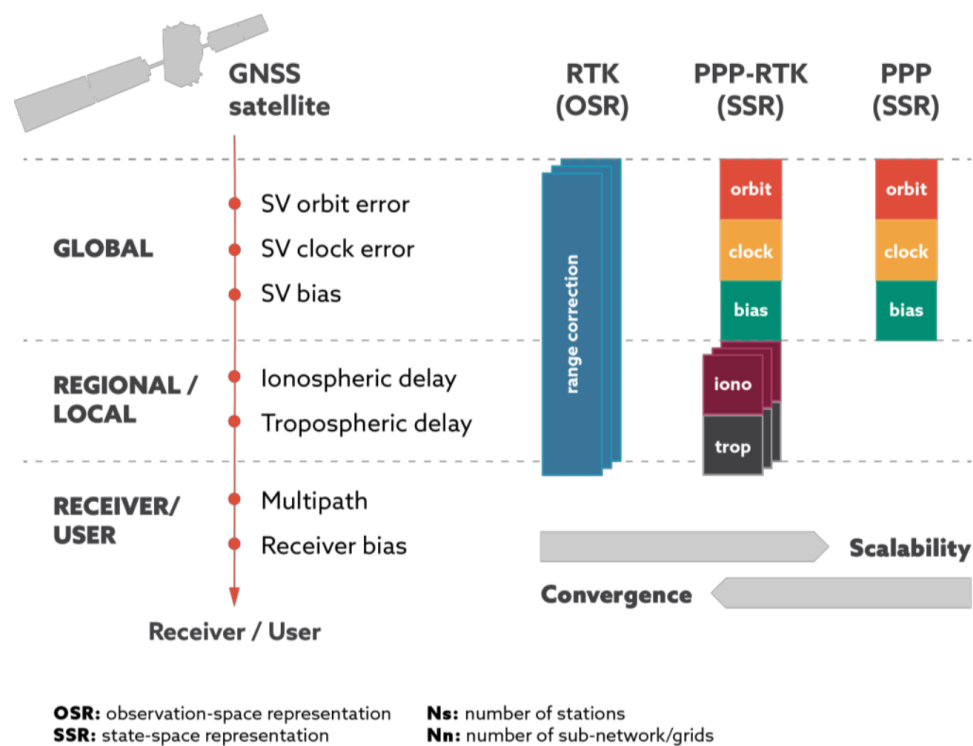 GNSS
satellite
RTK
(OSR)
PPP-RTK
(SSR)
PPP
(SSR)
GLOBAL
SV orbit error
SV clock error
SV bias
REGIONAL /
LOCAL
Ionospheric delay
Tropospheric delay
RECEIVER/
USER
Multipath
Receiver bias
Receiver / User
range correction
orbit
clock
bias
iono
trop
orbit
clock
bias
Scalability
Convergence
OSR: observation-space representation
SSR: state-space representation
Ns: number of stations
Nn: number of sub-network/grids